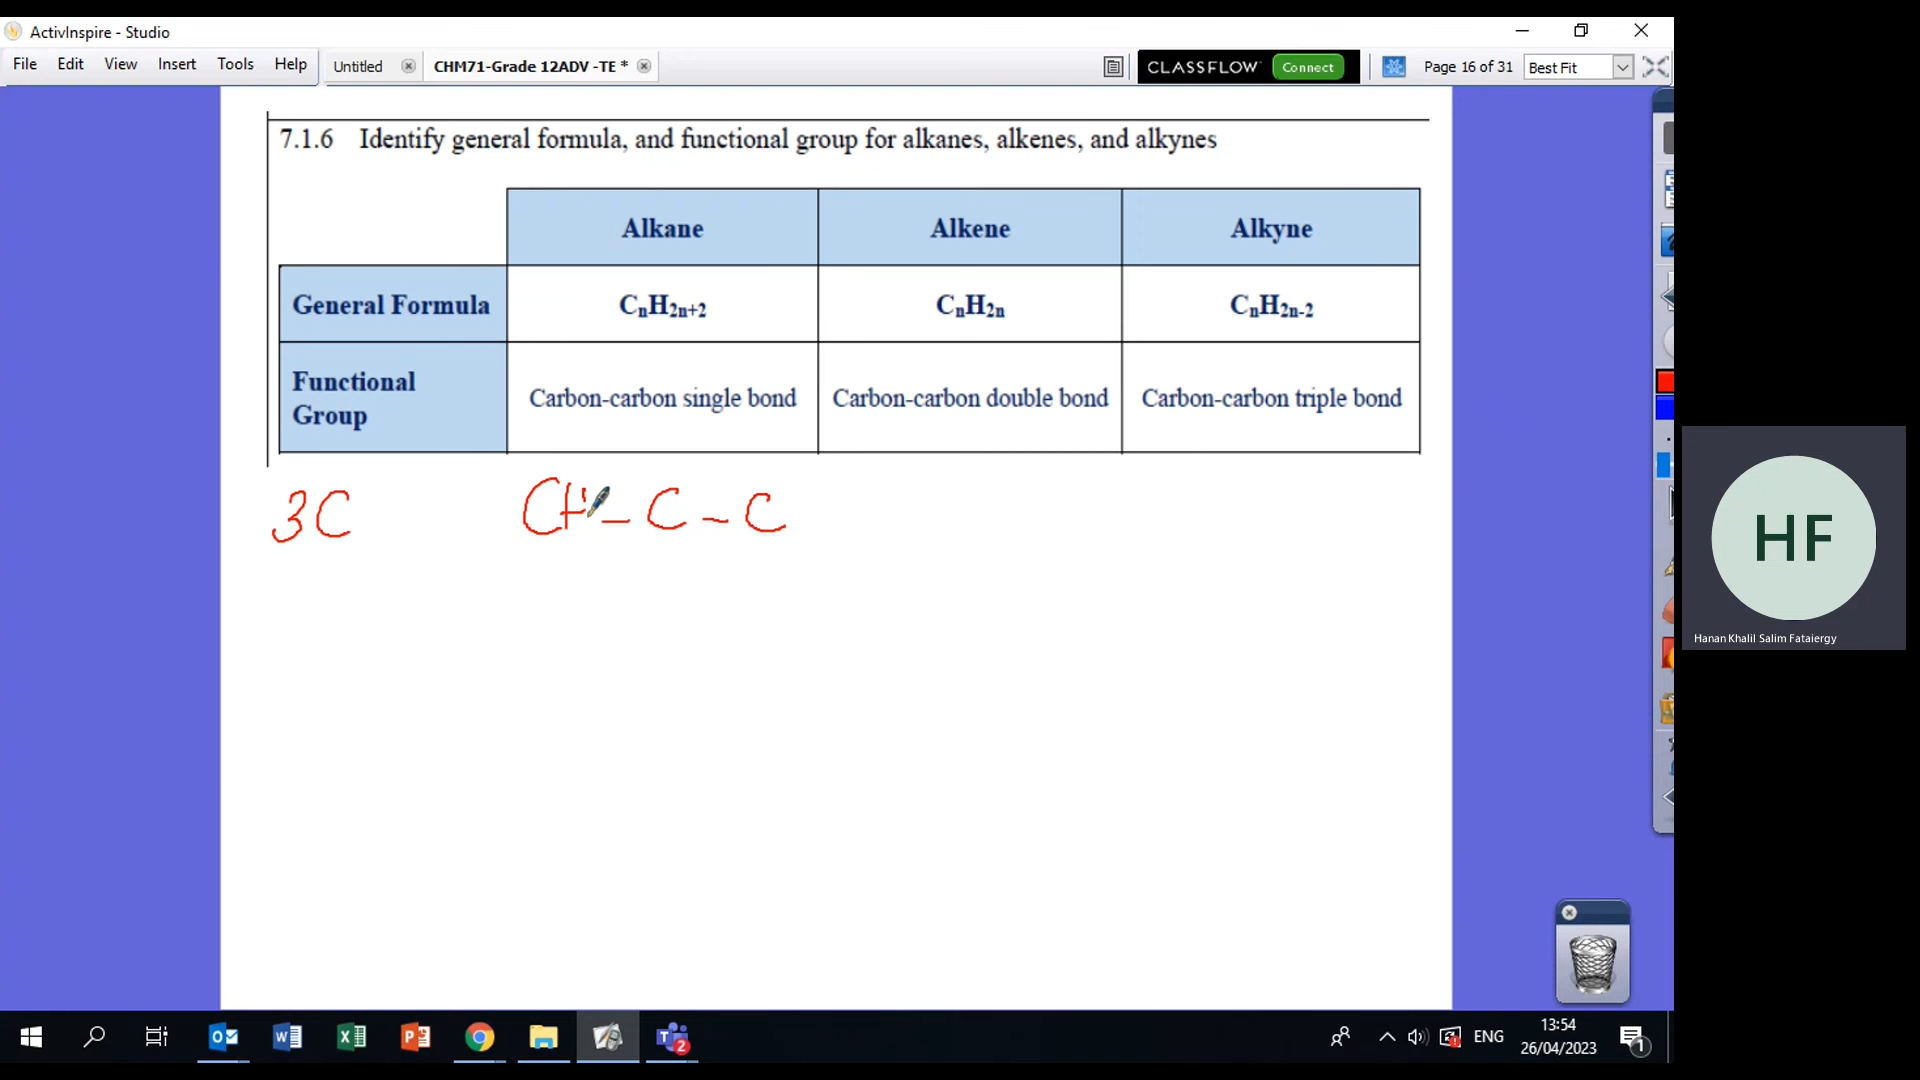 ActivInspire - Studio
File Edit View Insert Tools Help
Untitled
CHM71-Grade 12ADV -TE *
CLASSFLOW Connect
Page 16 of 31
Best Fit
7.1.6 Identify general formula, and functional group for alkanes, alkenes, and alkynes
Alkane Alkene Alkyne
General Formula CₙH₂ₙ₊₂ CₙH₂ₙ CₙH₂ₙ₋₂
Functional Group Carbon-carbon single bond Carbon-carbon double bond Carbon-carbon triple bond
3C CH - C - C
HF
Hanan Khalil Salim Fataiergy
2
ENG
13:54
26/04/2023
1